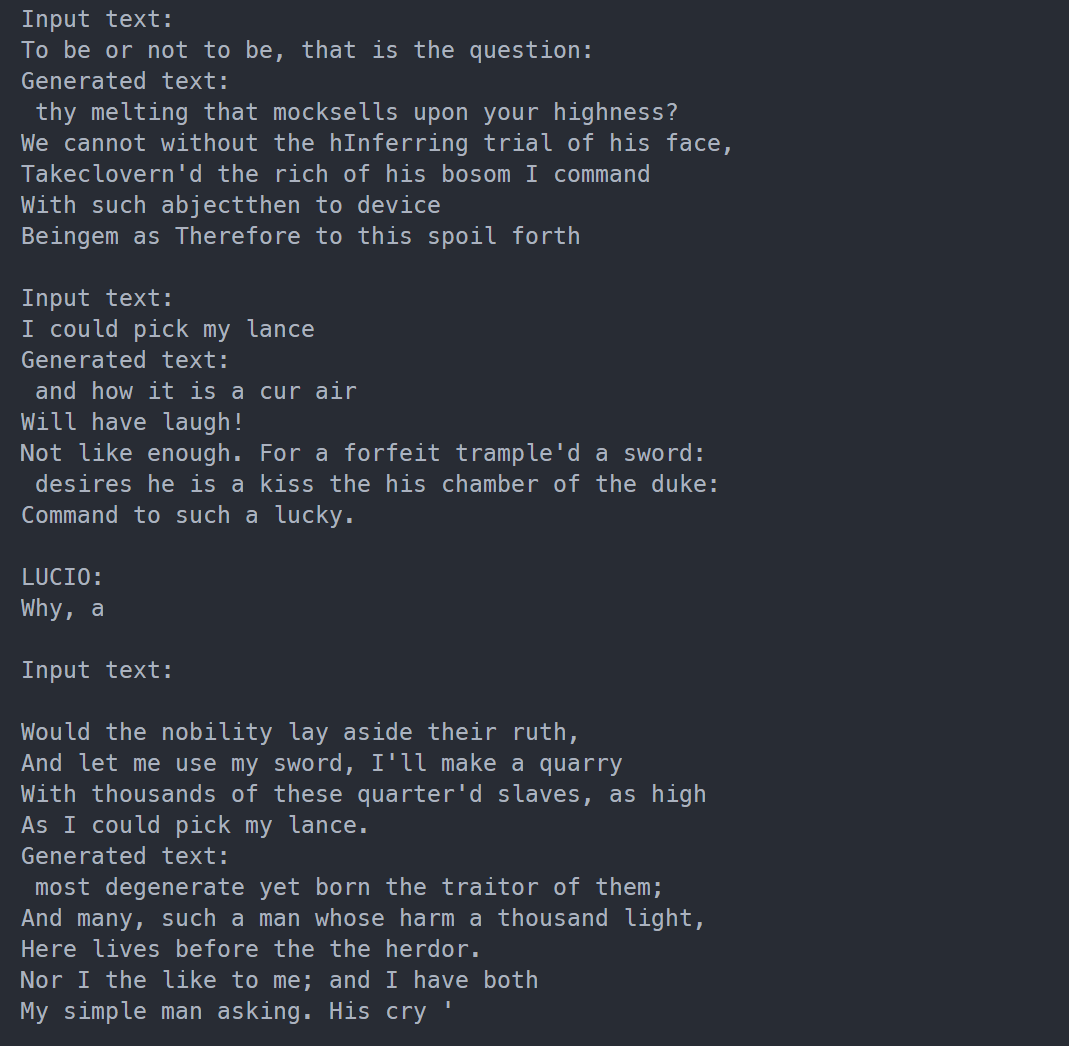 Input text:
To be or not to be, that is the question:
Generated text:
 thy melting that mocksells upon your highness?
We cannot without the hInferring trial of his face,
Takeclovern'd the rich of his bosom I command
With such abjectthen to device
Beingem as Therefore to this spoil forth

Input text:
I could pick my lance
Generated text:
 and how it is a cur air
Will have laugh!
Not like enough. For a forfeit trample'd a sword:
 desires he is a kiss the his chamber of the duke:
Command to such a lucky.

LUCIO:
Why, a

Input text:

Would the nobility lay aside their ruth,
And let me use my sword, I'll make a quarry
With thousands of these quarter'd slaves, as high
As I could pick my lance.
Generated text:
 most degenerate yet born the traitor of them;
And many, such a man whose harm a thousand light,
Here lives before the the herdor.
Nor I the like to me; and I have both
My simple man asking. His cry '